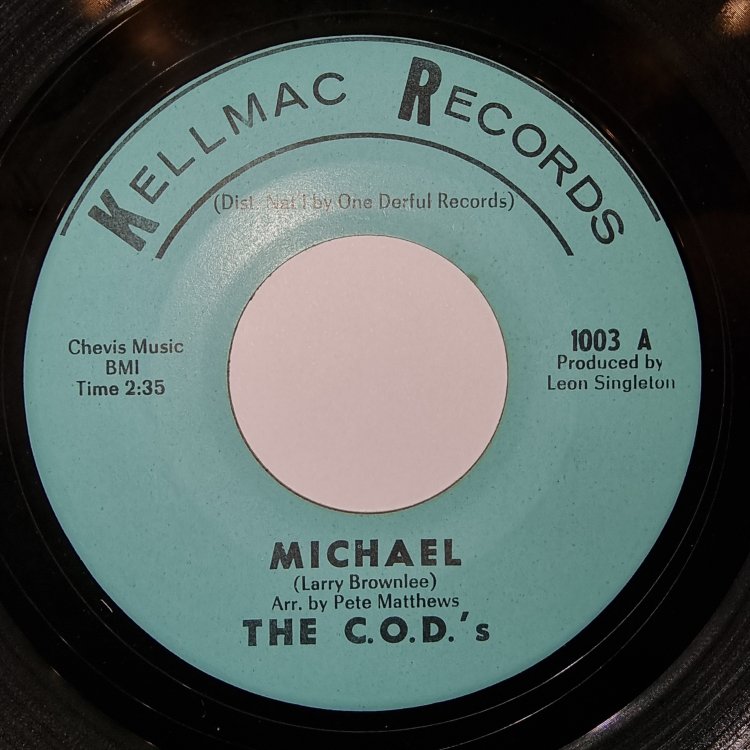 KELLMAC RECORDS
(Dist. Nat'l by One Derful Records)
Chevis Music
BMI
Time 2:35
1003 A
Produced by
Leon Singleton
MICHAEL
(Larry Brownlee)
Arr. by Pete Matthews
THE C.O.D.'s